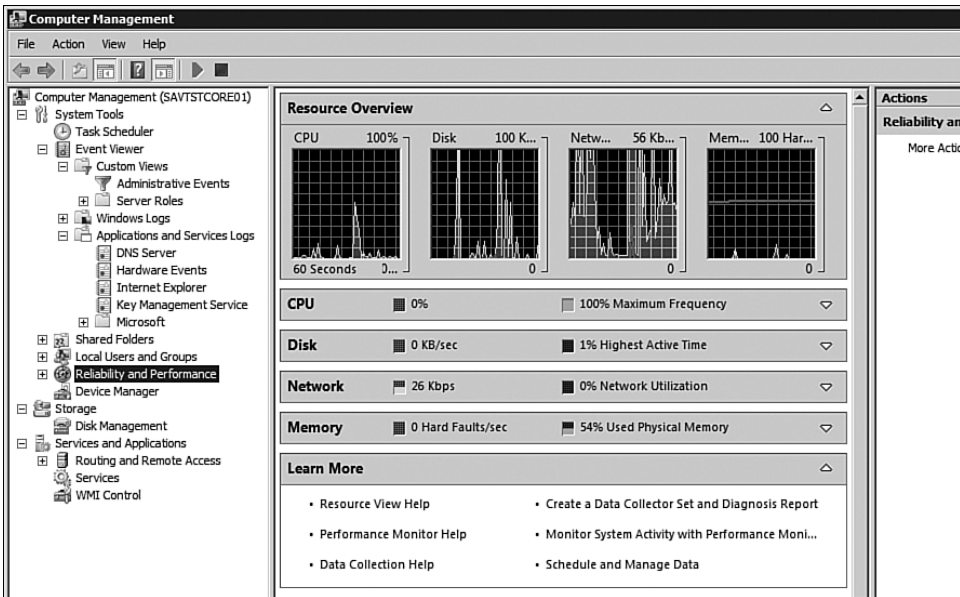 Computer Management
File Action View Help
Computer Management (SAVTSTCORE01)
System Tools
Task Scheduler
Event Viewer
Custom Views
Administrative Events
Server Roles
Windows Logs
Applications and Services Logs
DNS Server
Hardware Events
Internet Explorer
Key Management Service
Microsoft
Shared Folders
Local Users and Groups
Reliability and Performance
Device Manager
Storage
Disk Management
Services and Applications
Routing and Remote Access
Services
WMI Control
Resource Overview
CPU 100% Disk 100 K... Netw... 56 Kb... Mem... 100 Har...
60 Seconds 0... 0 0 0
CPU 0% 100% Maximum Frequency
Disk 0 KB/sec 1% Highest Active Time
Network 26 Kbps 0% Network Utilization
Memory 0 Hard Faults/sec 54% Used Physical Memory
Learn More
• Resource View Help • Create a Data Collector Set and Diagnosis Report
• Performance Monitor Help • Monitor System Activity with Performance Moni...
• Data Collection Help • Schedule and Manage Data
Actions
Reliability an
More Actio